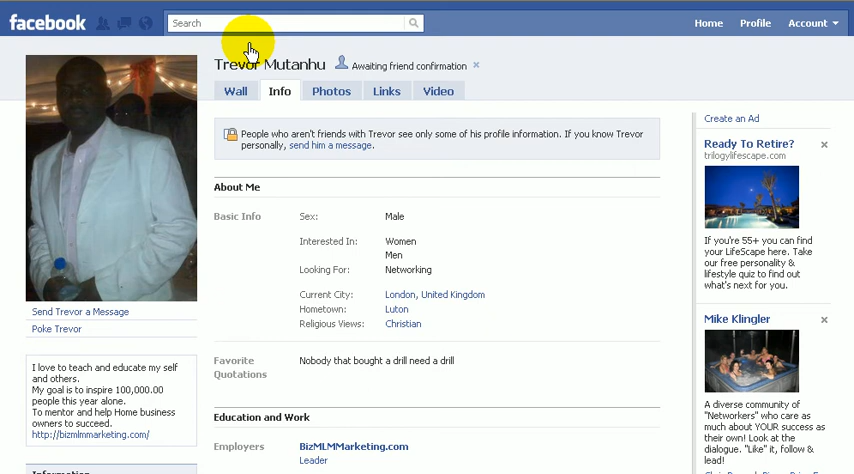 facebook
Search
Home Profile Account
Trevor Mutanhu Awaiting friend confirmation
Wall Info Photos Links Video
People who aren't friends with Trevor see only some of his profile information. If you know Trevor
personally, send him a message.
About Me
Basic Info Sex: Male
Interested In: Women
Men
Looking For: Networking
Current City: London, United Kingdom
Hometown: Luton
Religious Views: Christian
Favorite
Quotations
Nobody that bought a drill need a drill
Education and Work
Employers BizMLMMarketing.com
Leader
Send Trevor a Message
Poke Trevor
I love to teach and educate my self
and others.
My goal is to inspire 100,000.00
people this year alone.
To mentor and help Home business
owners to succeed.
http://bizmlmmarketing.com/
Information
Create an Ad
Ready To Retire?
trilogylifescape.com
If you're 55+ you can find
your LifeScape here. Take
our free personality &
lifestyle quiz to find out
what's next for you.
Mike Klingler
A diverse community of
"Networkers" who care as
much about YOUR success as
their own! Look at the
dialogue. "Like" it, follow &
lead!